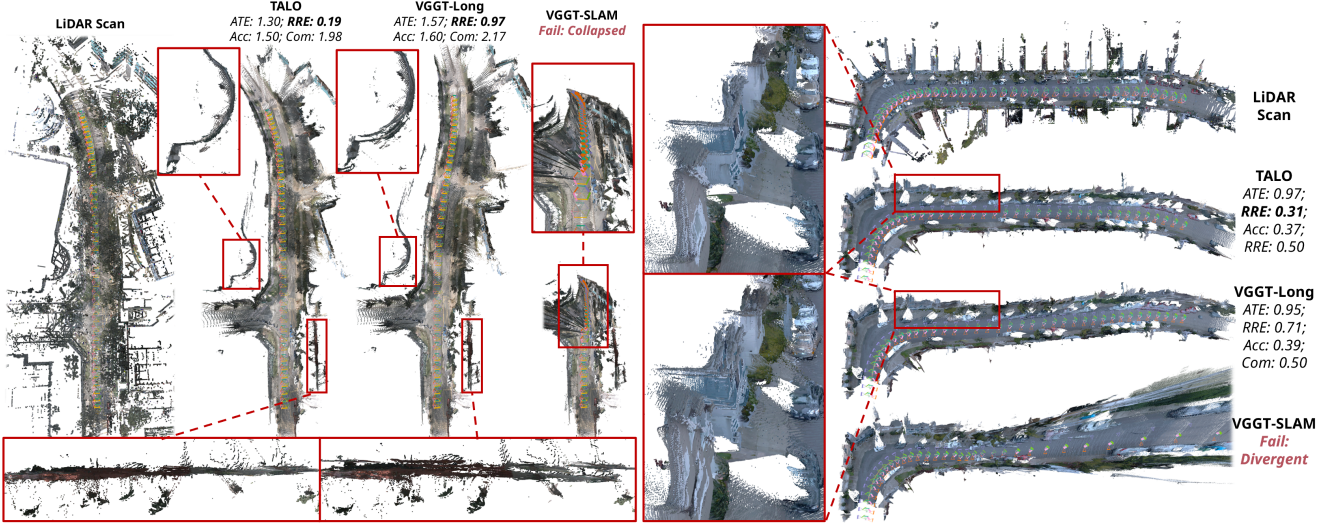 LiDAR Scan
TALO
ATE: 1.30; RRE: 0.19
Acc: 1.50; Com: 1.98
VGGT-Long
ATE: 1.57; RRE: 0.97
Acc: 1.60; Com: 2.17
VGGT-SLAM
Fail: Collapsed
LiDAR
Scan
TALO
ATE: 0.97;
RRE: 0.31;
Acc: 0.37;
RRE: 0.50
VGGT-Long
ATE: 0.95;
RRE: 0.71;
Acc: 0.39;
Com: 0.50
VGGT-SLAM
Fail:
Divergent